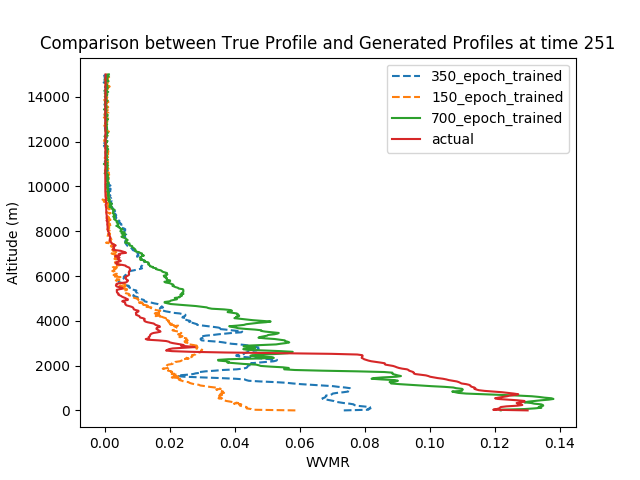 Comparison between True Profile and Generated Profiles at time 251
350_epoch_trained
150_epoch_trained
700_epoch_trained
actual
14000
12000
10000
8000
6000
4000
2000
0
Altitude (m)
0.00 0.02 0.04 0.06 0.08 0.10 0.12 0.14
WVMR